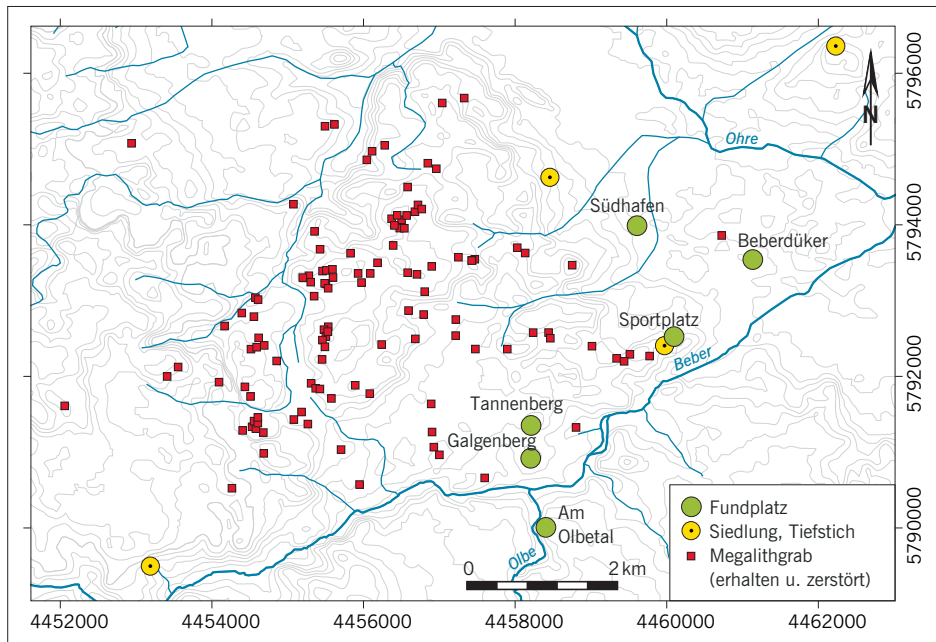 5796000
5794000
5792000
5790000
N
Ohre
Südhafen
Beberdüker
Sportplatz
Beber
Tannenberg
Galgenberg
Am
Olbetal
Olbe
Fundplatz
Siedlung, Tiefstich
Megalithgrab
(erhalten u. zerstört)
0 2 km
4452000 4454000 4456000 4458000 4460000 4462000